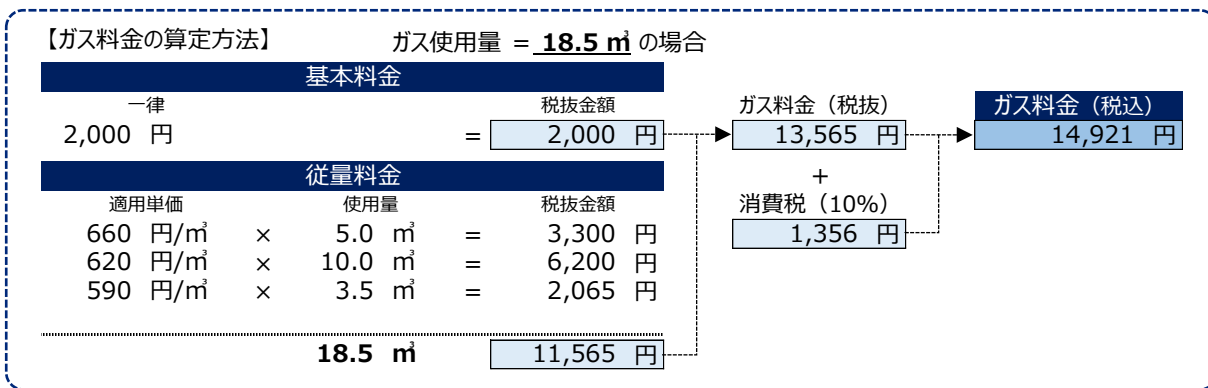 【ガス料金の算定方法】 ガス使用量 = 18.5 ㎥ の場合
基本料金
一律 税抜金額 ガス料金（税抜） ガス料金（税込）
2,000 円 = 2,000 円 13,565 円 14,921 円
従量料金 +
適用単価 使用量 税抜金額 消費税（10%）
660 円/㎥ × 5.0 ㎥ = 3,300 円 1,356 円
620 円/㎥ × 10.0 ㎥ = 6,200 円
590 円/㎥ × 3.5 ㎥ = 2,065 円
18.5 ㎥ 11,565 円